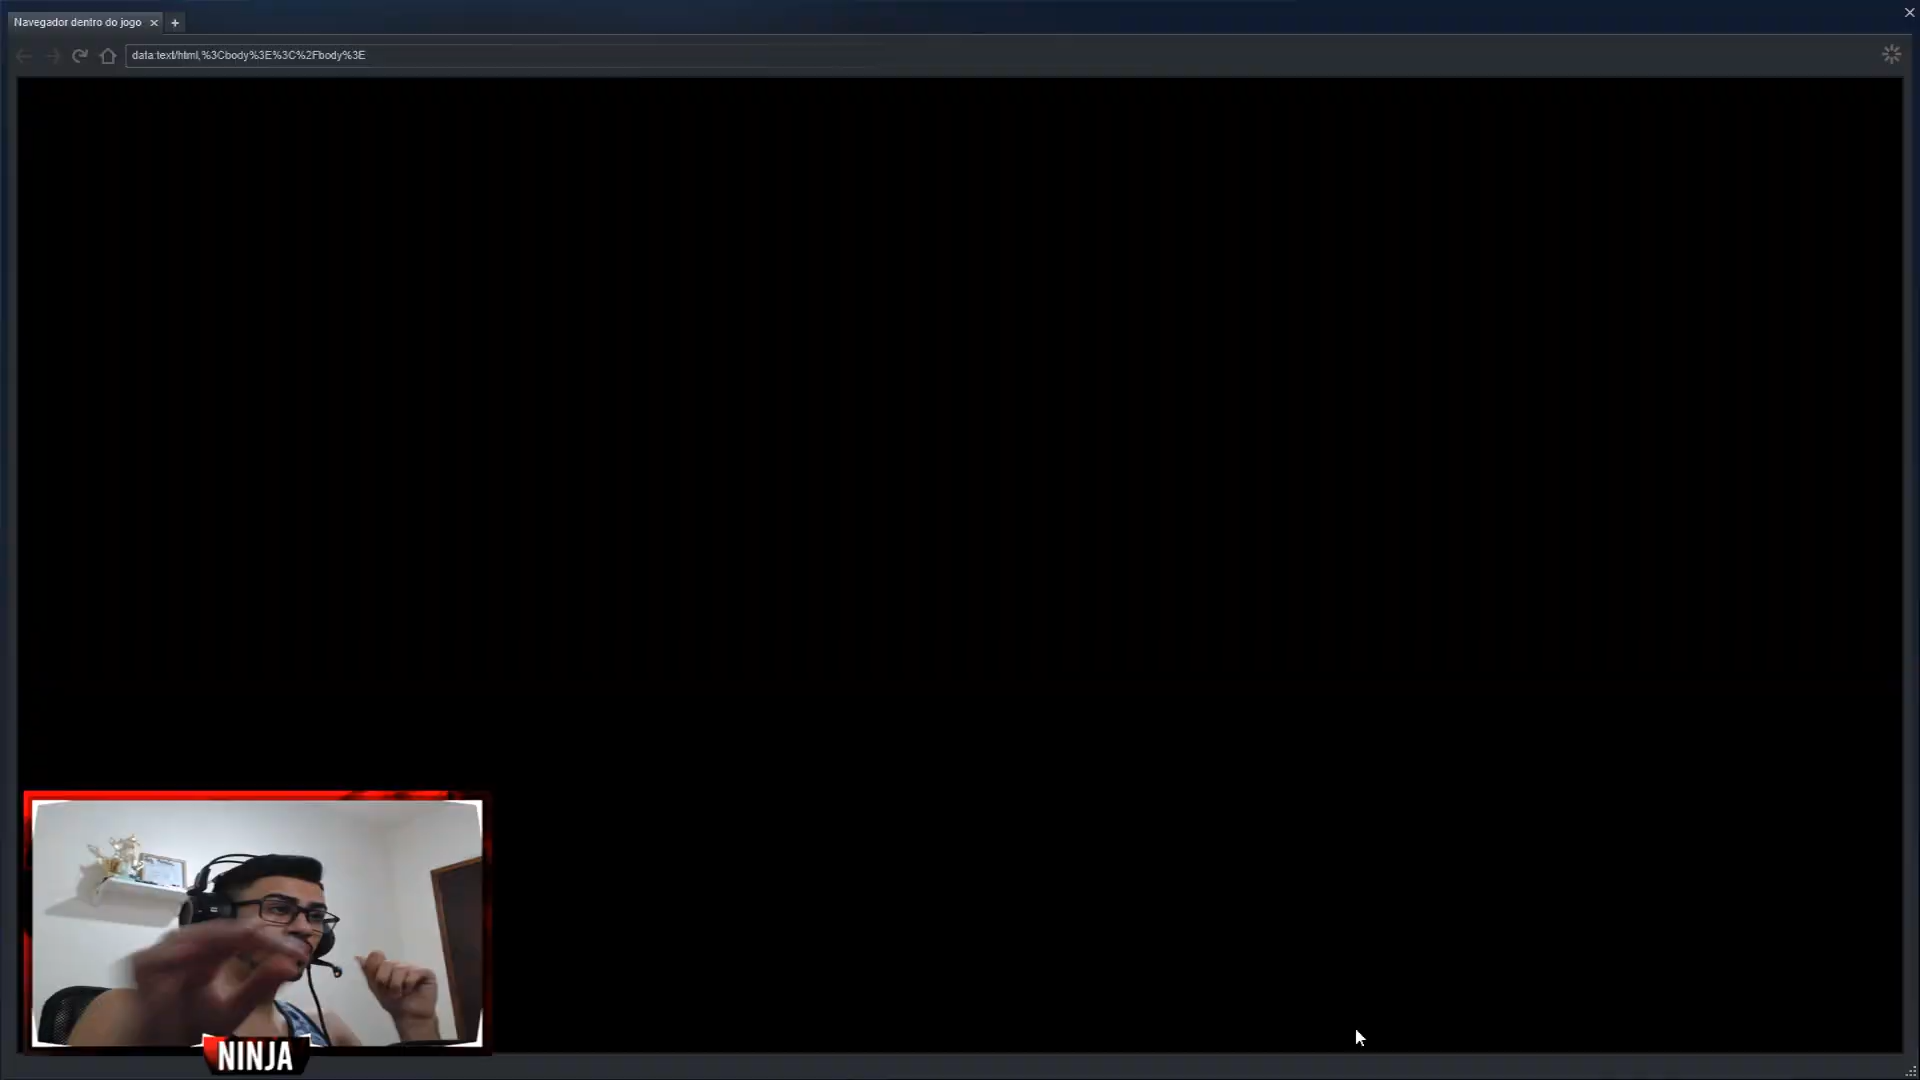 Navegador dentro do jogo
data:text/html,%3Cbody%3E%3C%2Fbody%3E
NINJA